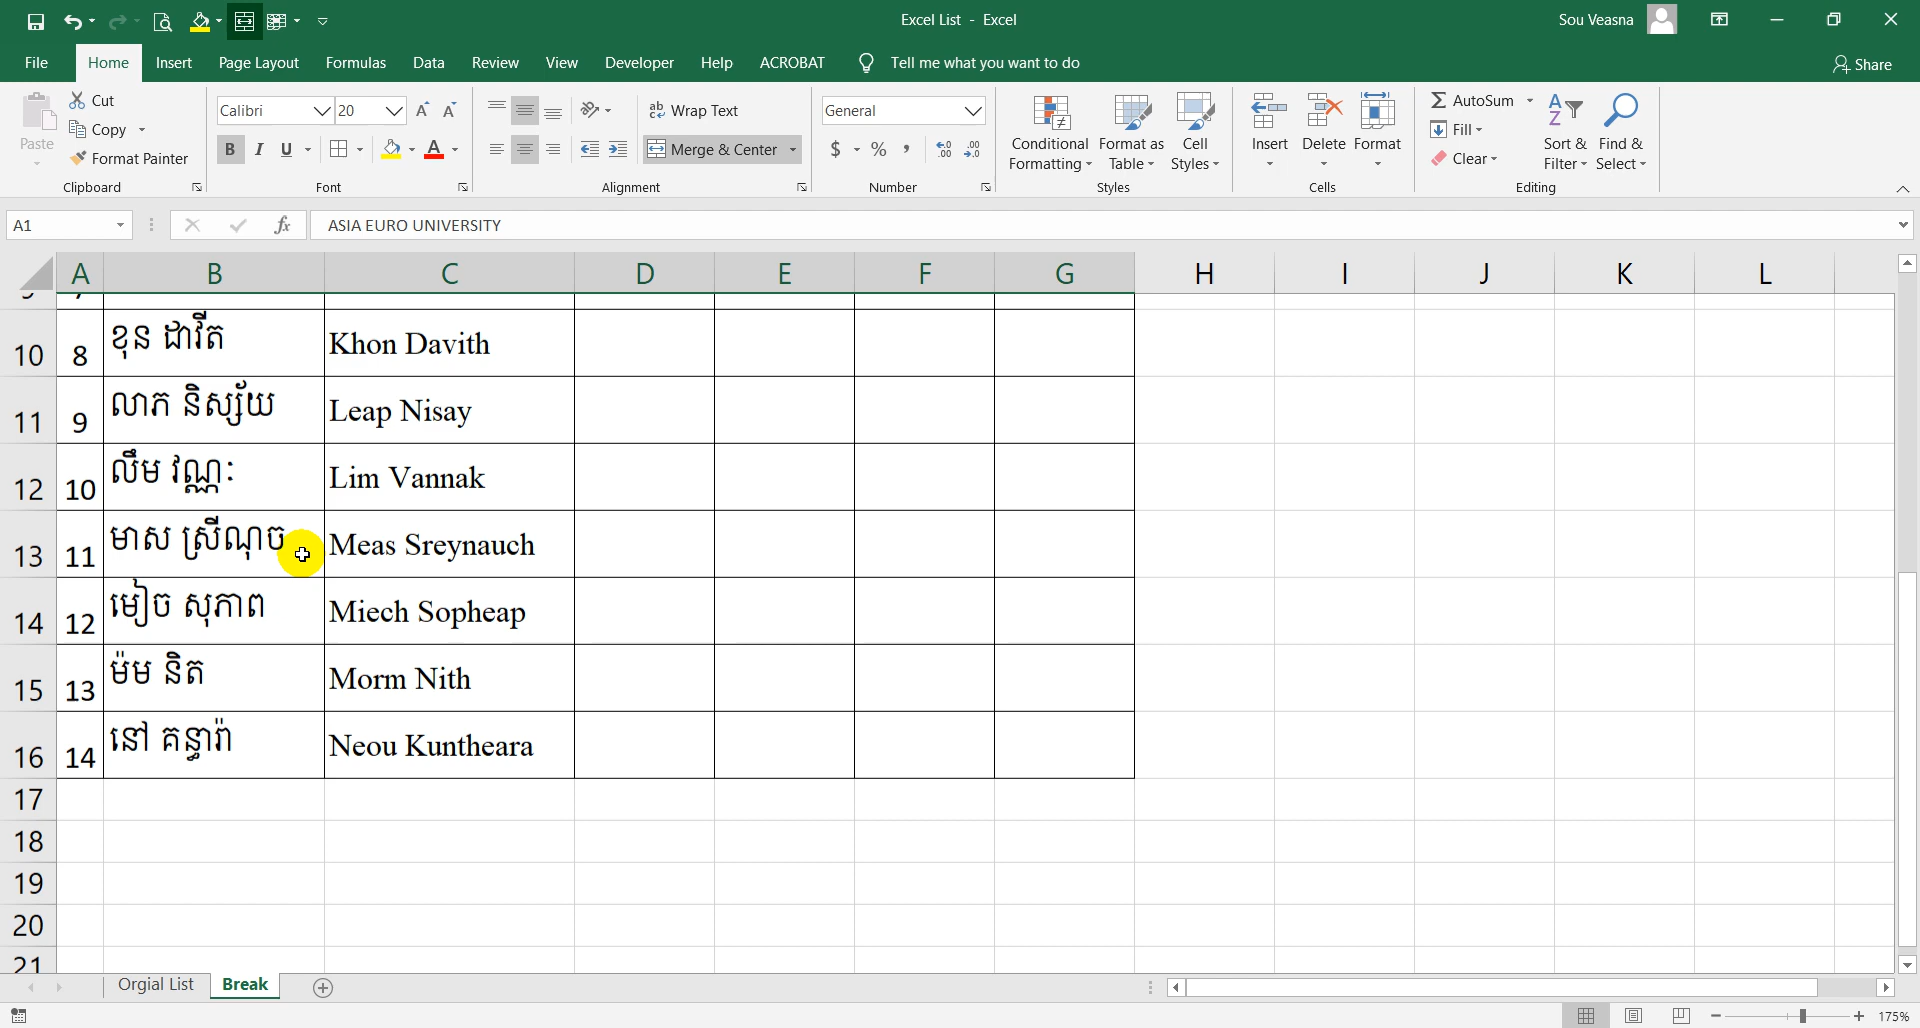 Excel List - Excel
Sou Veasna
File Home Insert Page Layout Formulas Data Review View Developer Help ACROBAT Tell me what you want to do Share
Paste
Cut
Copy
Format Painter
Clipboard
Calibri 20
B I U
Font
Wrap Text
Merge & Center
Alignment
General
$ % ,
Number
Conditional Formatting
Format as Table
Cell Styles
Styles
Insert Delete Format
Cells
AutoSum
Fill
Clear
Sort & Filter
Find & Select
Editing
A1 fx ASIA EURO UNIVERSITY
A B C D E F G H I J K L
10 8 ខុន ដាវីត Khon Davith
11 9 លាភ និស្ស័យ Leap Nisay
12 10 លឹម វណ្ណៈ Lim Vannak
13 11 មាស ស្រីណុច Meas Sreynauch
14 12 មៀច សុភាព Miech Sopheap
15 13 ម៉ម និត Morm Nith
16 14 នៅ គន្ធារ៉ា Neou Kuntheara
17
18
19
20
21
Orgial List Break
175%